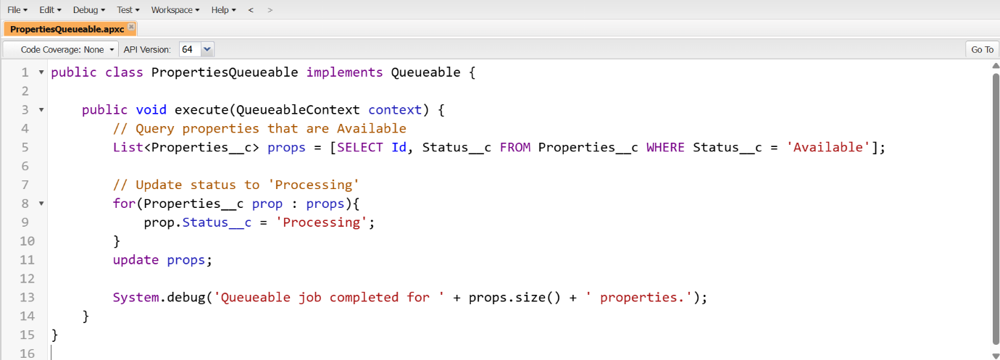 File Edit Debug Test Workspace Help < >
PropertiesQueueable.apxc
Code Coverage: None API Version: 64 Go To
1 public class PropertiesQueueable implements Queueable {
2
3     public void execute(QueueableContext context) {
4         // Query properties that are Available
5         List<Properties__c> props = [SELECT Id, Status__c FROM Properties__c WHERE Status__c = 'Available'];
6
7         // Update status to 'Processing'
8         for(Properties__c prop : props){
9             prop.Status__c = 'Processing';
10         }
11         update props;
12
13         System.debug('Queueable job completed for ' + props.size() + ' properties.');
14     }
15 }
16